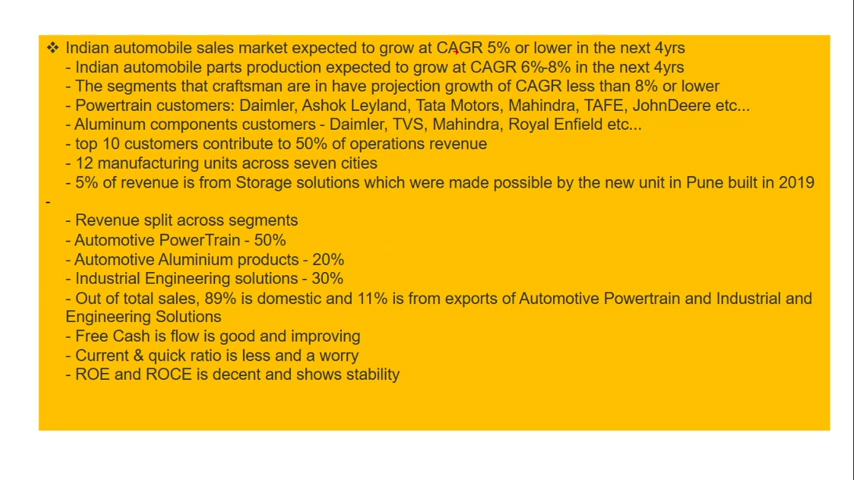 ❖ Indian automobile sales market expected to grow at CAGR 5% or lower in the next 4yrs
- Indian automobile parts production expected to grow at CAGR 6%-8% in the next 4yrs
- The segments that craftsman are in have projection growth of CAGR less than 8% or lower
- Powertrain customers: Daimler, Ashok Leyland, Tata Motors, Mahindra, TAFE, JohnDeere etc...
- Aluminum components customers - Daimler, TVS, Mahindra, Royal Enfield etc...
- top 10 customers contribute to 50% of operations revenue
- 12 manufacturing units across seven cities
- 5% of revenue is from Storage solutions which were made possible by the new unit in Pune built in 2019
-
- Revenue split across segments
- Automotive PowerTrain - 50%
- Automotive Aluminium products - 20%
- Industrial Engineering solutions - 30%
- Out of total sales, 89% is domestic and 11% is from exports of Automotive Powertrain and Industrial and
Engineering Solutions
- Free Cash is flow is good and improving
- Current & quick ratio is less and a worry
- ROE and ROCE is decent and shows stability